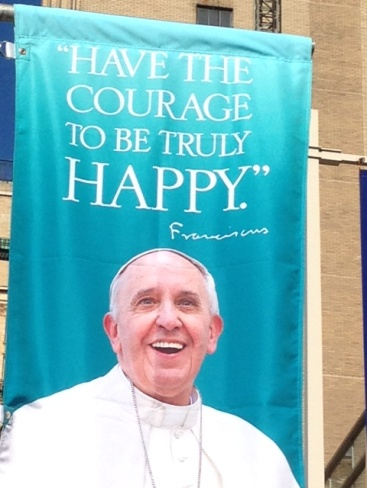 “HAVE THE
COURAGE
TO BE TRULY
HAPPY.”
Franciscus